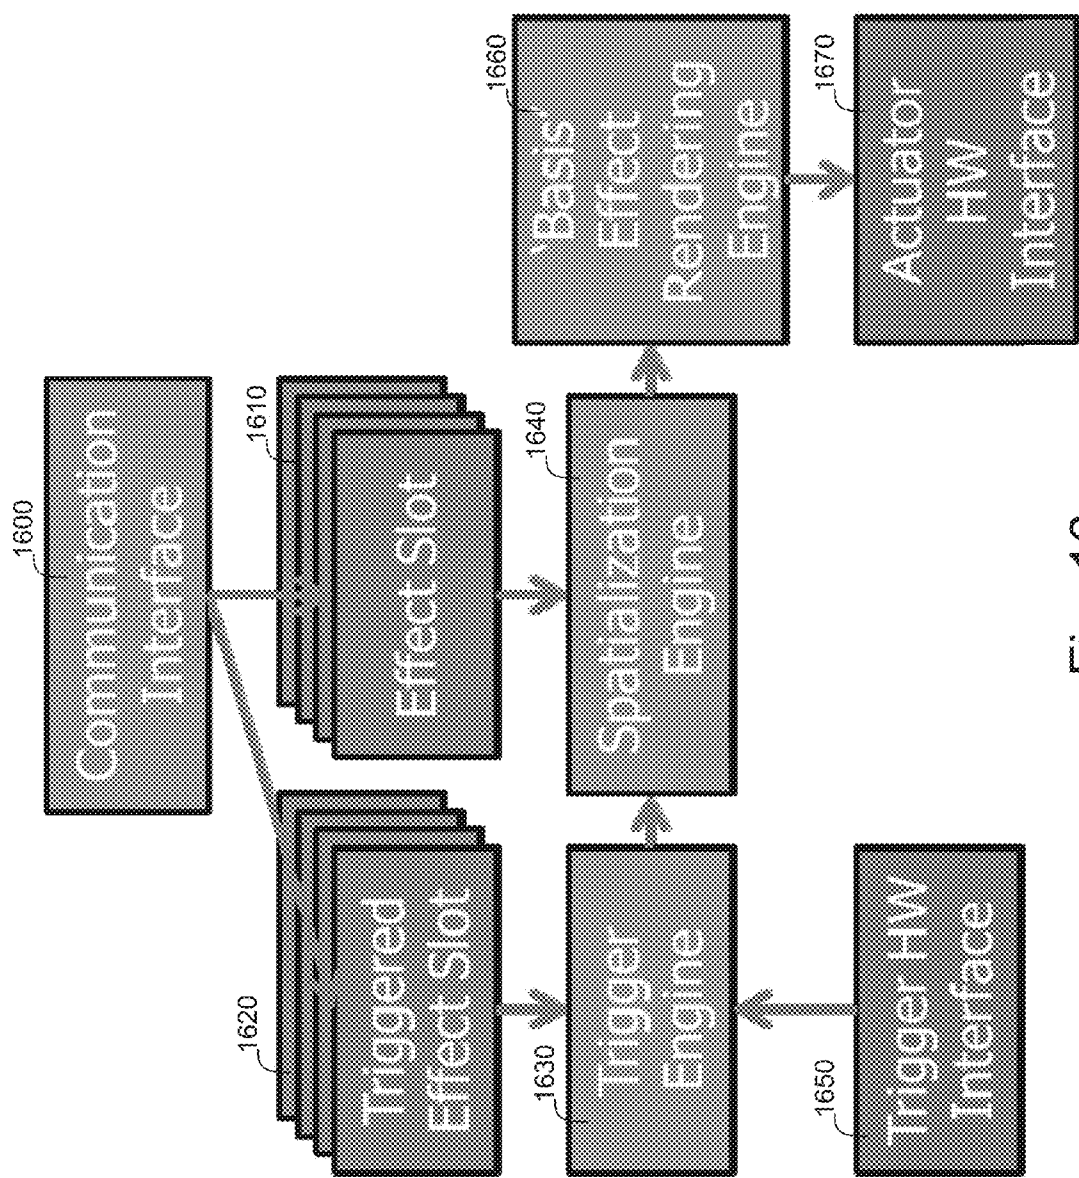 1600
Communication
Interface
1620
Triggered
Effect Slot
1610
Effect Slot
1630
Trigger
Engine
1640
Spatialization
Engine
1660
'Basis'
Effect
Rendering
Engine
1650
Trigger HW
Interface
1670
Actuator
HW
Interface